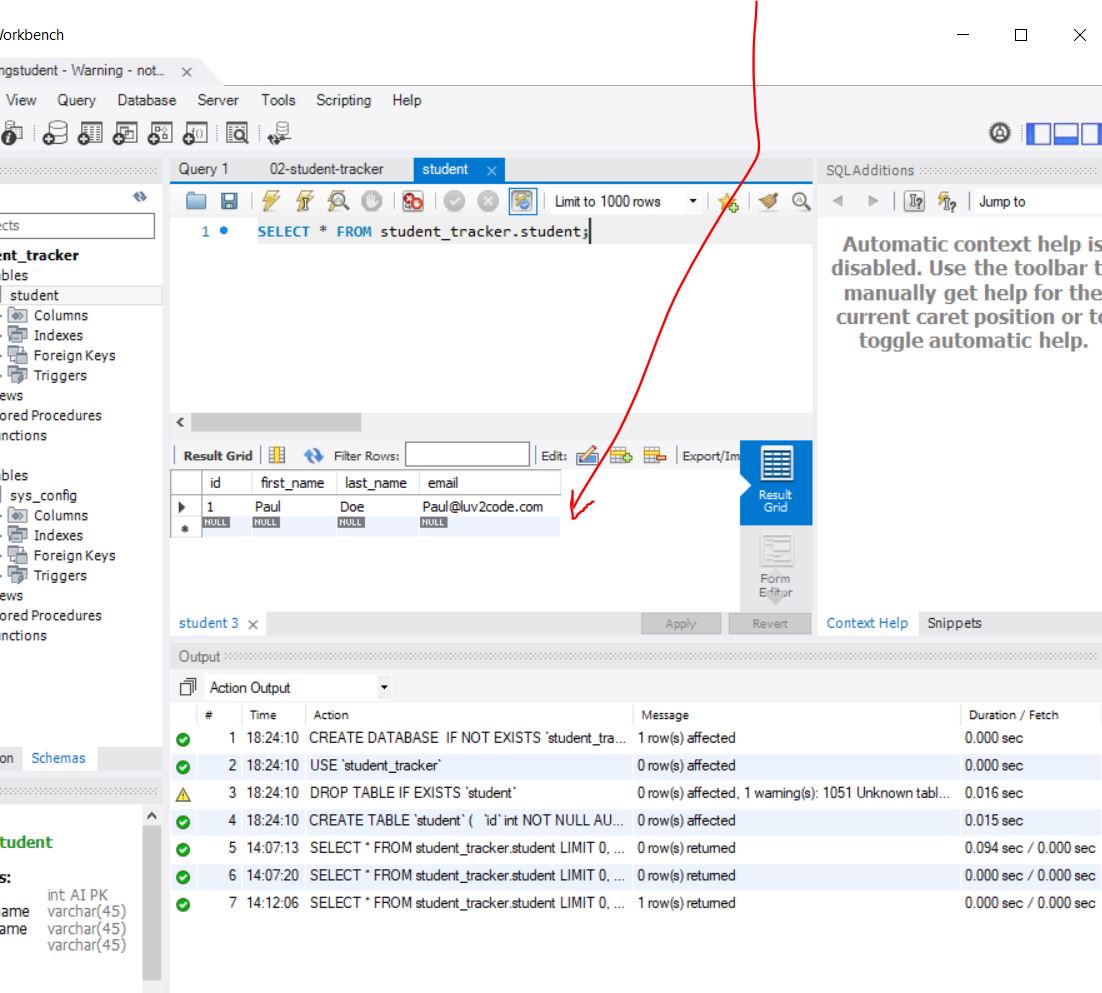 Workbench
ngstudent - Warning - not...
View Query Database Server Tools Scripting Help
Query 1 02-student-tracker student
SQLAdditions
Limit to 1000 rows
Jump to
ects
1 SELECT * FROM student_tracker.student;
Automatic context help is
disabled. Use the toolbar t
manually get help for the
current caret position or to
toggle automatic help.
ent_tracker
bles
student
Columns
Indexes
Foreign Keys
Triggers
ews
ored Procedures
unctions
bles
sys_config
Columns
Indexes
Foreign Keys
Triggers
ews
ored Procedures
unctions
Result Grid Filter Rows: Edit: Export/Im
id first_name last_name email
1 Paul Doe Paul@luv2code.com
NULL NULL NULL NULL
Result
Grid
Form
Editor
student 3 Apply Revert
Context Help Snippets
Output
Action Output
# Time Action Message Duration / Fetch
1 18:24:10 CREATE DATABASE IF NOT EXISTS `student_tra... 1 row(s) affected 0.000 sec
2 18:24:10 USE `student_tracker` 0 row(s) affected 0.000 sec
3 18:24:10 DROP TABLE IF EXISTS `student` 0 row(s) affected, 1 warning(s): 1051 Unknown tabl... 0.016 sec
4 18:24:10 CREATE TABLE `student` ( `id` int NOT NULL AU... 0 row(s) affected 0.015 sec
5 14:07:13 SELECT * FROM student_tracker.student LIMIT 0, ... 0 row(s) returned 0.094 sec / 0.000 sec
6 14:07:20 SELECT * FROM student_tracker.student LIMIT 0, ... 0 row(s) returned 0.000 sec / 0.000 sec
7 14:12:06 SELECT * FROM student_tracker.student LIMIT 0, ... 1 row(s) returned 0.000 sec / 0.000 sec
on Schemas
tudent
s:
int AI PK
ame varchar(45)
ame varchar(45)
varchar(45)